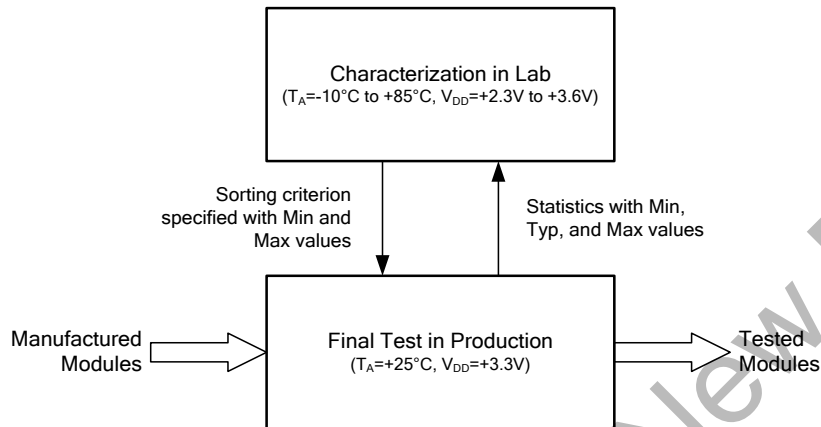 Characterization in Lab
(TA=-10°C to +85°C, VDD=+2.3V to +3.6V)
Sorting criterion
specified with Min and
Max values
Statistics with Min,
Typ, and Max values
Manufactured
Modules
Final Test in Production
(TA=+25°C, VDD=+3.3V)
Tested
Modules
New